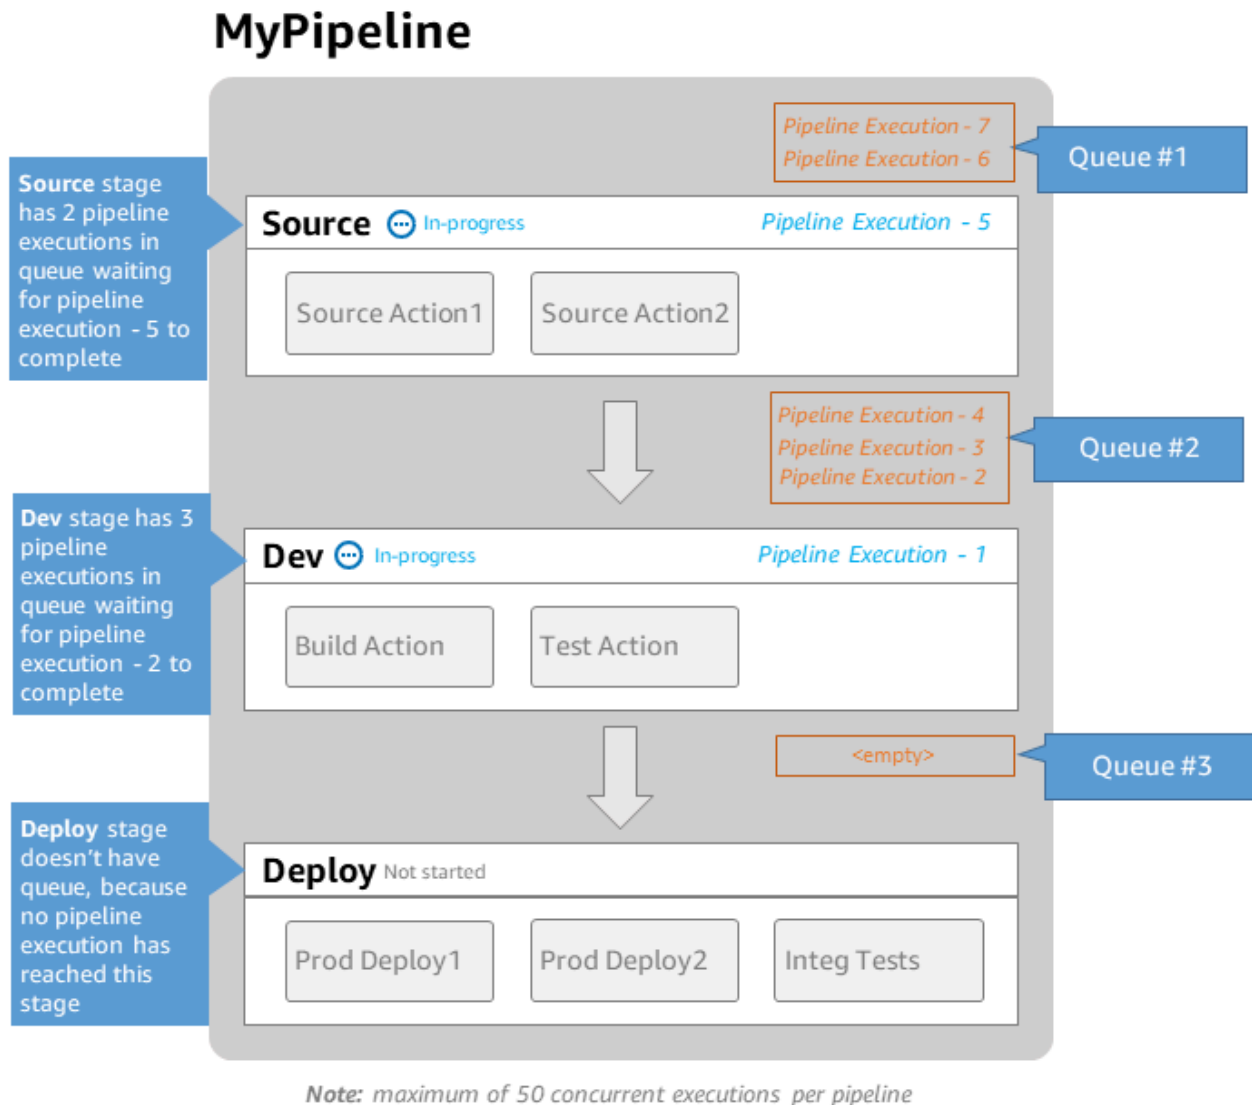 MyPipeline
Pipeline Execution - 7
Pipeline Execution - 6
Queue #1
Source stage
has 2 pipeline
executions in
queue waiting
for pipeline
execution - 5 to
complete
Source In-progress Pipeline Execution - 5
Source Action1 Source Action2
Pipeline Execution - 4
Pipeline Execution - 3
Pipeline Execution - 2
Queue #2
Dev stage has 3
pipeline
executions in
queue waiting
for pipeline
execution - 2 to
complete
Dev In-progress Pipeline Execution - 1
Build Action Test Action
<empty>
Queue #3
Deploy stage
doesn't have
queue, because
no pipeline
execution has
reached this
stage
Deploy Not started
Prod Deploy1 Prod Deploy2 Integ Tests
Note: maximum of 50 concurrent executions per pipeline